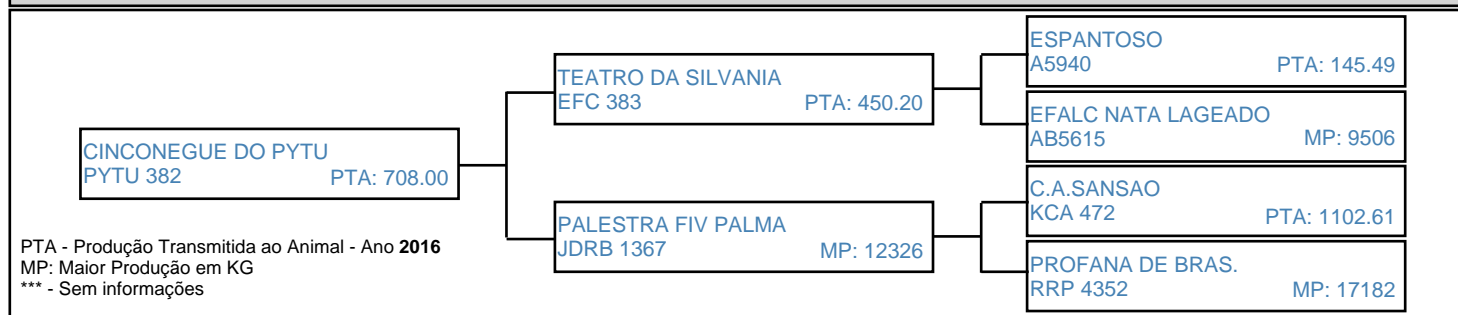 CINCONEGUE DO PYTU
PYTU 382 PTA: 708.00
TEATRO DA SILVANIA
EFC 383 PTA: 450.20
PALESTRA FIV PALMA
JDRB 1367 MP: 12326
ESPANTOSO
A5940 PTA: 145.49
EFALC NATA LAGEADO
AB5615 MP: 9506
C.A.SANSAO
KCA 472 PTA: 1102.61
PROFANA DE BRAS.
RRP 4352 MP: 17182
PTA - Produção Transmitida ao Animal - Ano 2016
MP: Maior Produção em KG
*** - Sem informações